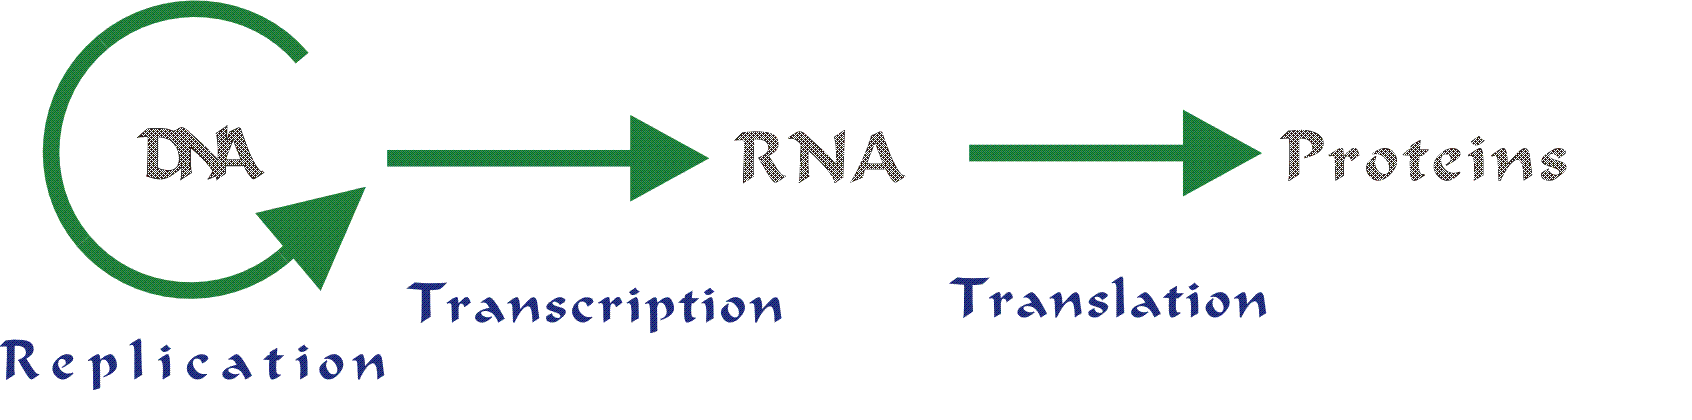 DNA
RNA
Proteins
Transcription
Translation
Replication